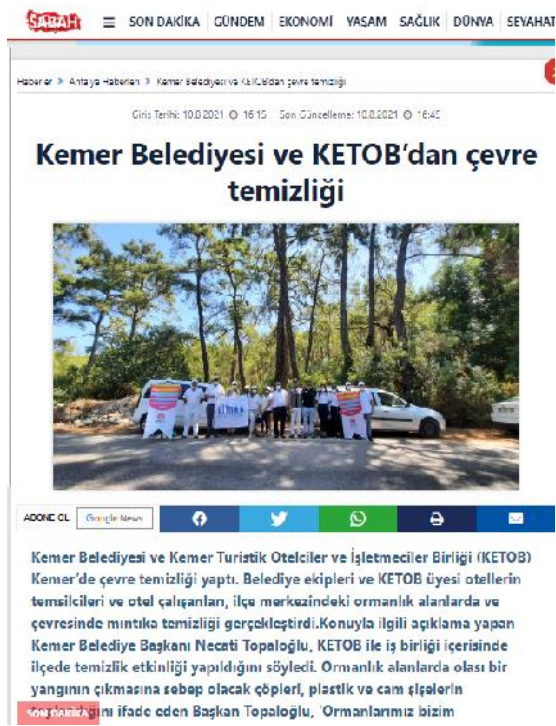 SABAH
SON DAKİKA GÜNDEM EKONOMİ YAŞAM SAĞLIK DÜNYA SEYAHAT
Haberler Antalya Haberleri Kemer Belediyesi ve KETOB'dan çevre temizliği
Giriş Tarihi: 10.8.2021 16:15 Son Güncelleme: 10.8.2021 16:45
Kemer Belediyesi ve KETOB'dan çevre
temizliği
ABONE OL Google News
Kemer Belediyesi ve Kemer Turistik Otelciler ve İşletmeciler Birliği (KETOB)
Kemer'de çevre temizliği yaptı. Belediye ekipleri ve KETOB üyesi otellerin
temsilcileri ve otel çalışanları, ilçe merkezindeki ormanlık alanlarda ve
çevresinde mıntıka temizliği gerçekleştirdi.Konuyla ilgili açıklama yapan
Kemer Belediye Başkanı Necati Topaloğlu, KETOB ile iş birliği içerisinde
ilçede temizlik etkinliği yapıldığını söyledi. Ormanlık alanlarda olası bir
yangının çıkmasına sebep olacak çöpleri, plastik ve cam şişelerin
SON DAKİKA ifade eden Başkan Topaloğlu, 'Ormanlarımız bizim